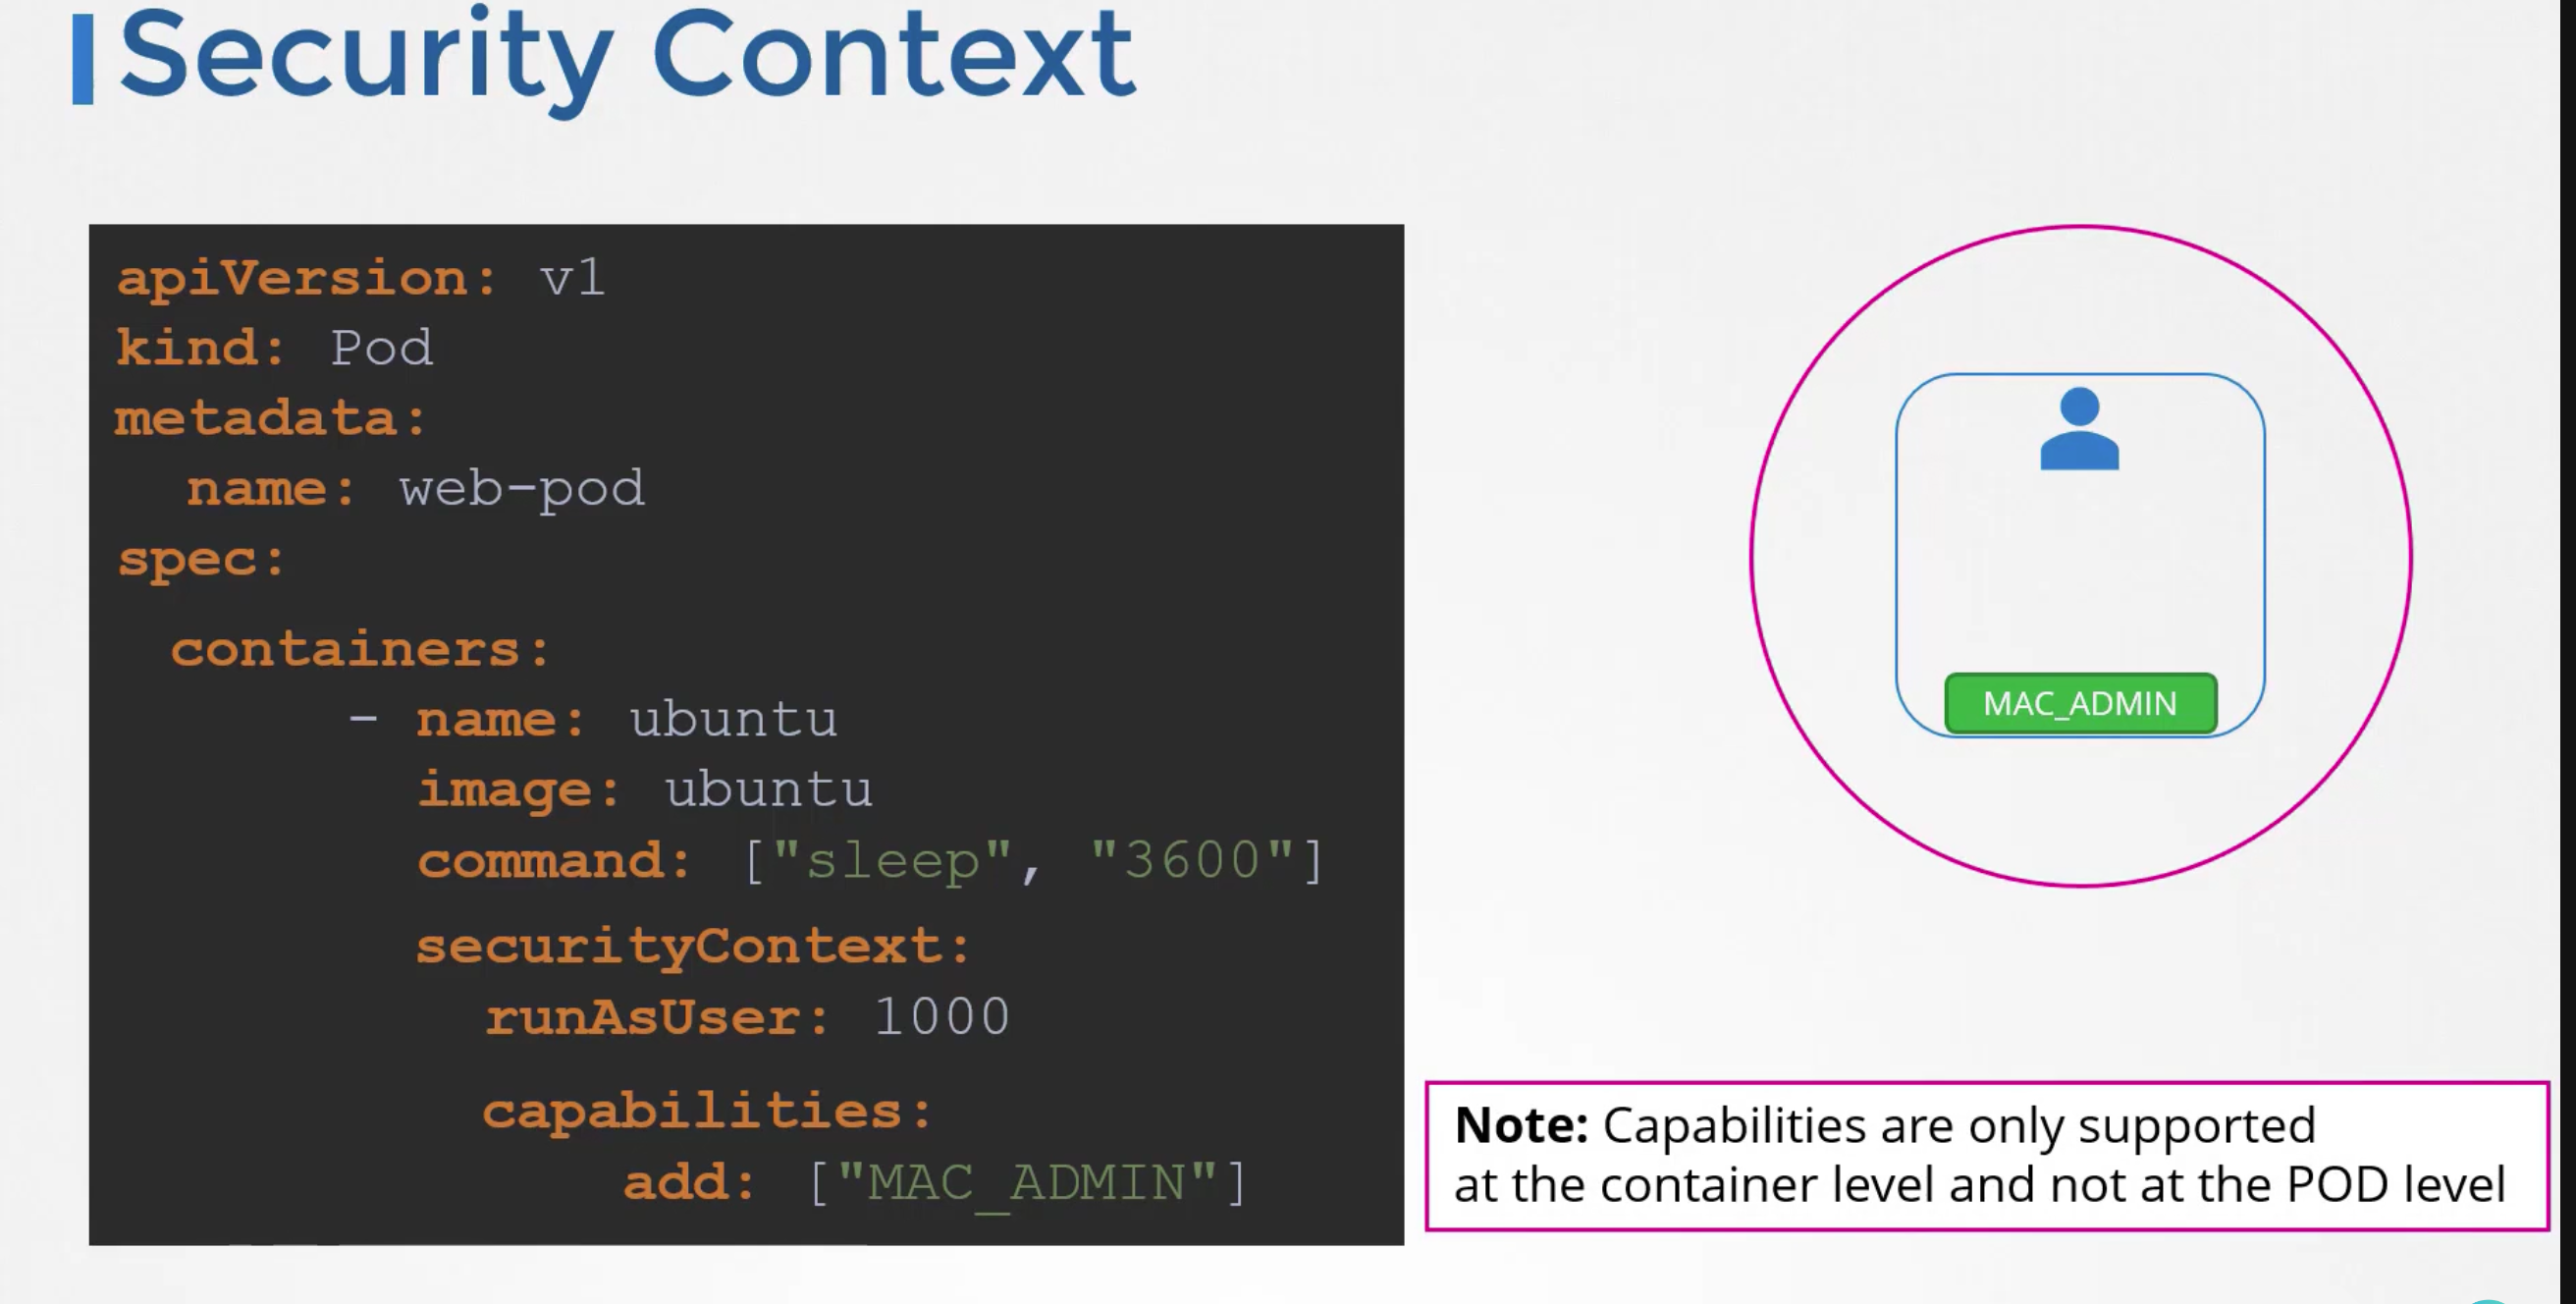 Security Context
apiVersion: v1
kind: Pod
metadata:
  name: web-pod
spec:
  containers:
      - name: ubuntu
        image: ubuntu
        command: ["sleep", "3600"]
        securityContext:
          runAsUser: 1000
          capabilities:
              add: ["MAC_ADMIN"]
MAC_ADMIN
Note: Capabilities are only supported
at the container level and not at the POD level